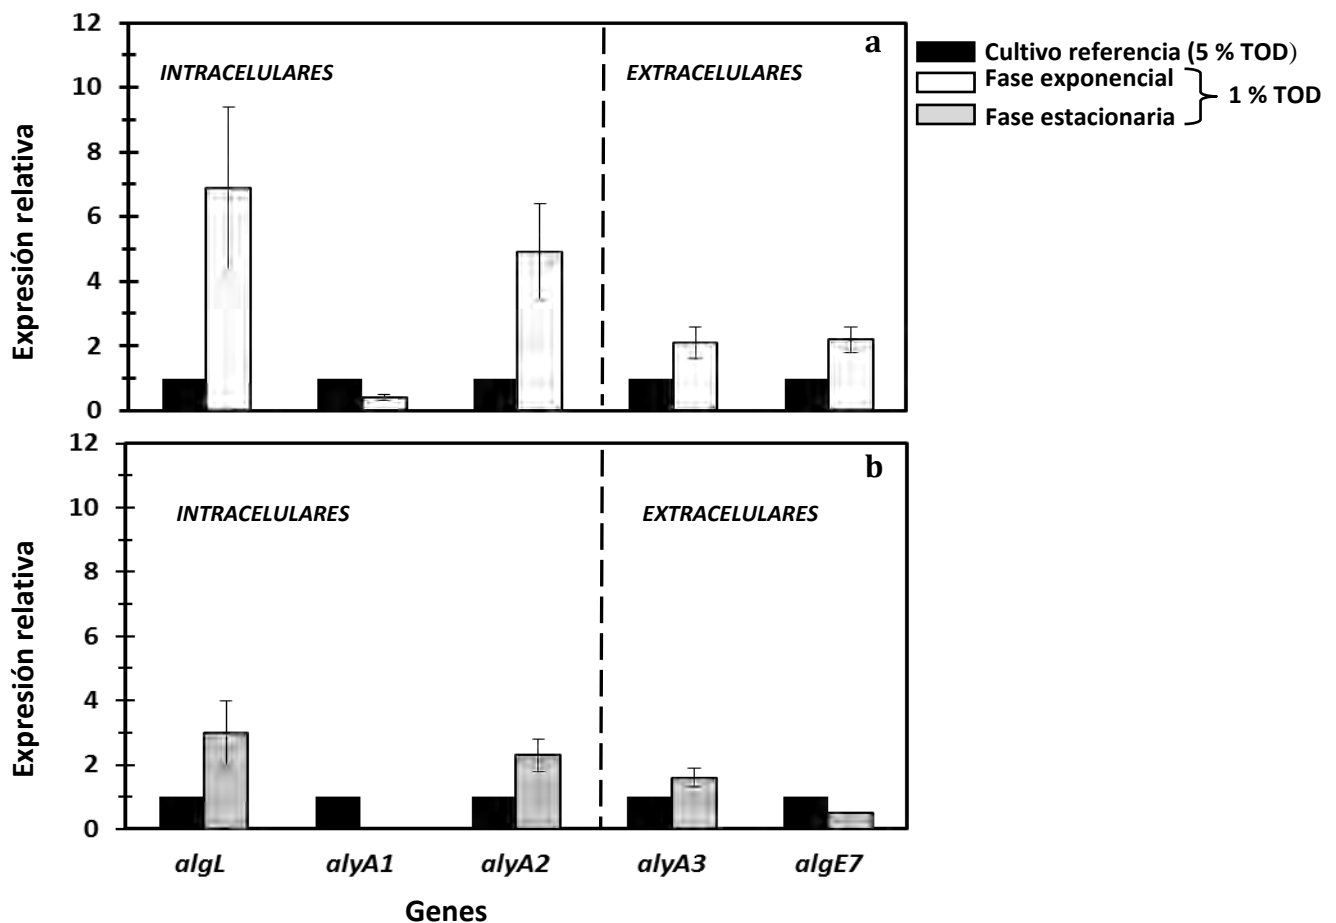 12
10
8
6
4
2
0
Expresión relativa
INTRACELULARES
EXTRACELULARES
a
Cultivo referencia (5 % TOD)
Fase exponencial
Fase estacionaria
1 % TOD
12
10
8
6
4
2
0
Expresión relativa
INTRACELULARES
EXTRACELULARES
b
algL alyA1 alyA2 alyA3 algE7
Genes